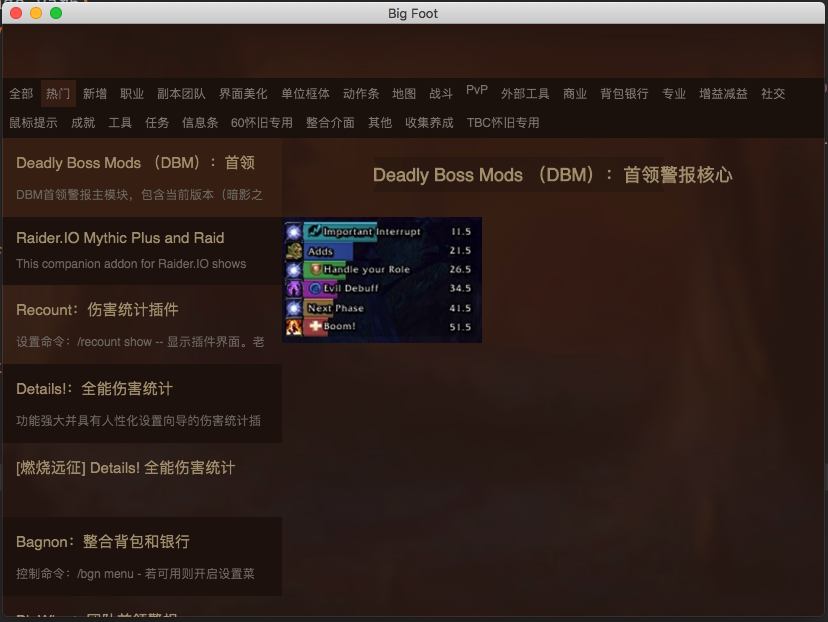 Big Foot
全部 热门 新增 职业 副本团队 界面美化 单位框体 动作条 地图 战斗 PvP 外部工具 商业 背包银行 专业 增益减益 社交
鼠标提示 成就 工具 任务 信息条 60怀旧专用 整合介面 其他 收集养成 TBC怀旧专用
Deadly Boss Mods （DBM）：首领
DBM首领警报主模块，包含当前版本（暗影之
Raider.IO Mythic Plus and Raid
This companion addon for Raider.IO shows
Recount：伤害统计插件
设置命令：/recount show -- 显示插件界面。老
Details!：全能伤害统计
功能强大并具有人性化设置向导的伤害统计插
[燃烧远征] Details! 全能伤害统计
Bagnon：整合背包和银行
控制命令：/bgn menu - 若可用则开启设置菜
Deadly Boss Mods （DBM）：首领警报核心
Important Interrupt 11.5
Adds 21.5
Handle your Role 26.5
Evil Debuff 34.5
Next Phase 41.5
Boom! 51.5